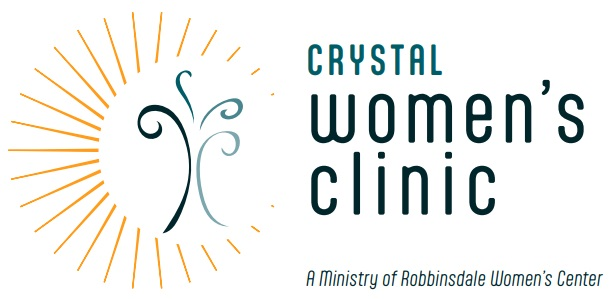 CRYSTAL
women's
clinic
A Ministry of Robbinsdale Women's Center